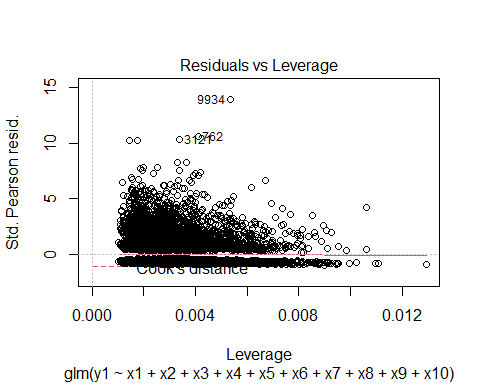 Residuals vs Leverage
Std. Pearson resid.
15
10
5
0
9934
762
3121
Cook's distance
0.000 0.004 0.008 0.012
Leverage
glm(y1 ~ x1 + x2 + x3 + x4 + x5 + x6 + x7 + x8 + x9 + x10)